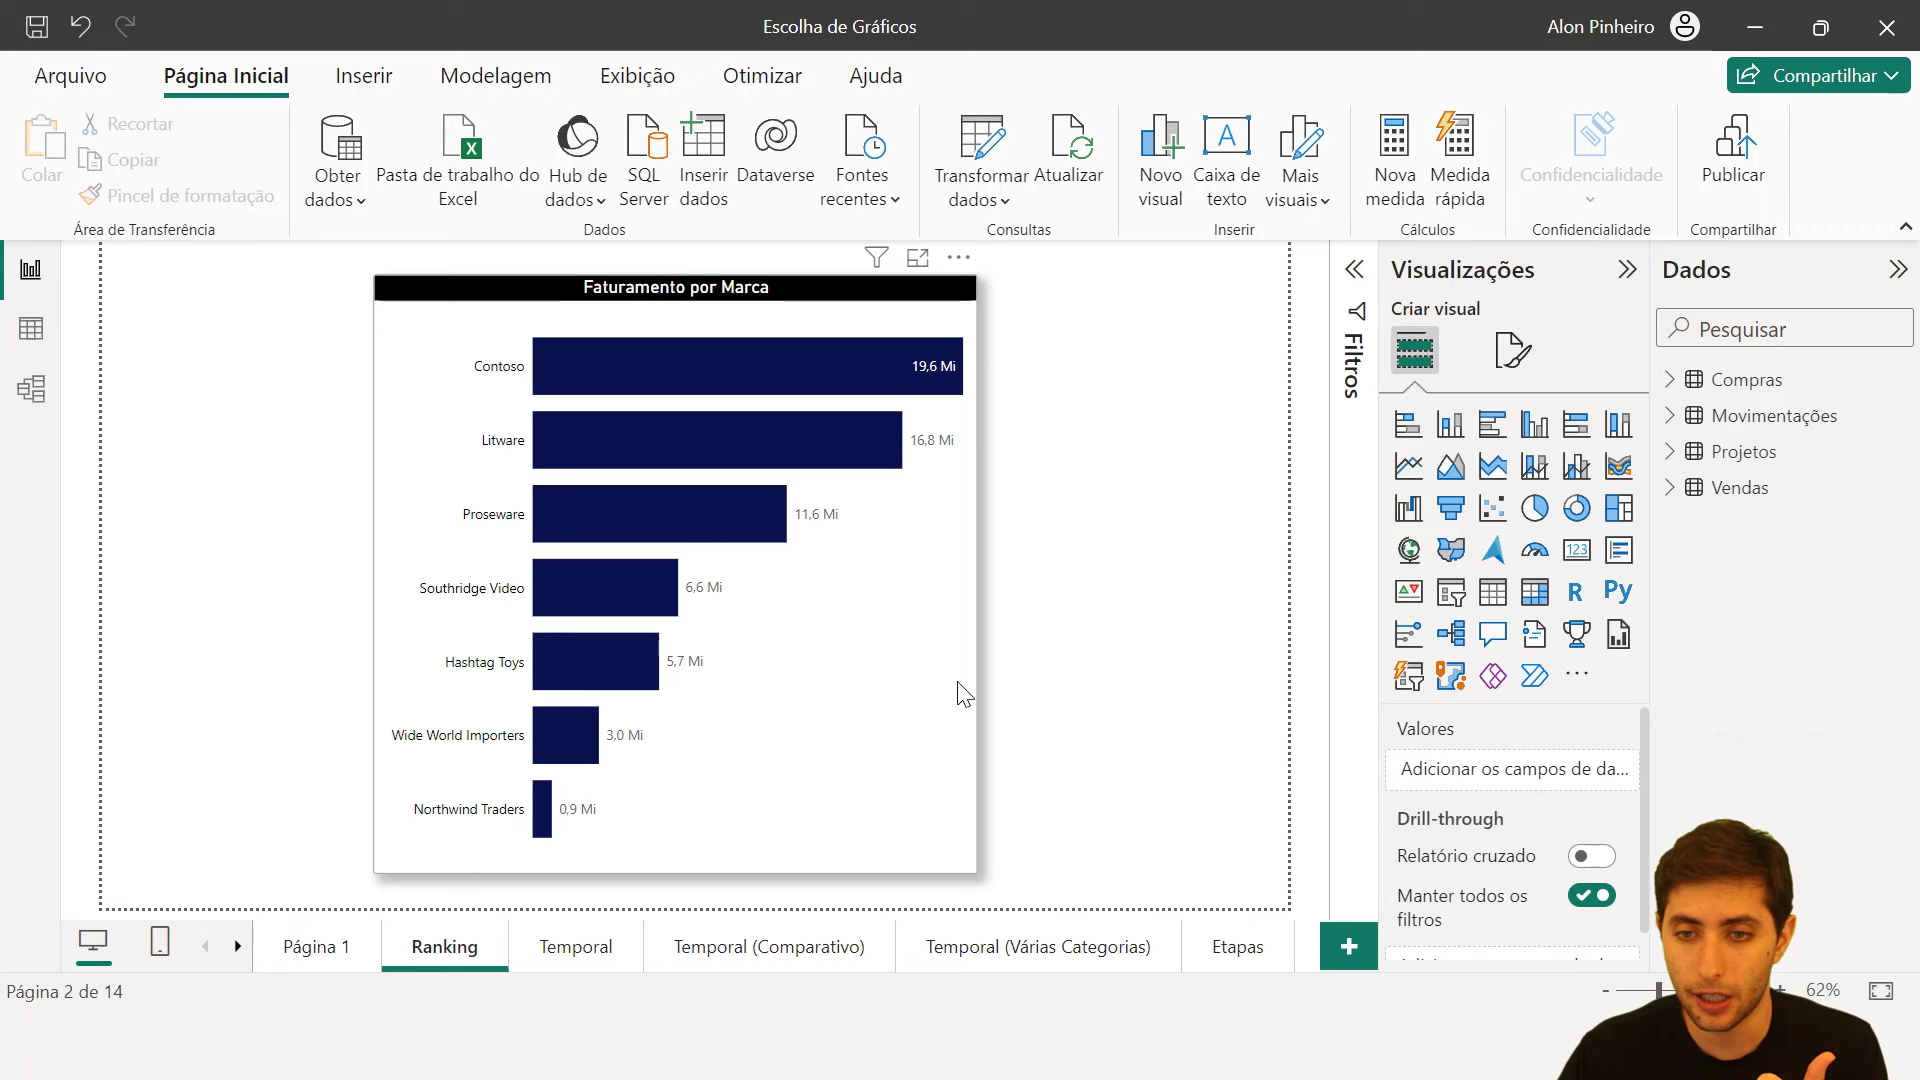 Escolha de Gráficos
Alon Pinheiro
Arquivo
Página Inicial
Inserir
Modelagem
Exibição
Otimizar
Ajuda
Compartilhar
Colar
Recortar
Copiar
Pincel de formatação
Área de Transferência
Obter dados
Pasta de trabalho do Excel
Hub de dados
SQL Server
Inserir dados
Dataverse
Fontes recentes
Dados
Transformar dados
Atualizar
Consultas
Novo visual
Caixa de texto
Mais visuais
Inserir
Nova medida
Medida rápida
Cálculos
Confidencialidade
Confidencialidade
Publicar
Compartilhar
Faturamento por Marca
Contoso 19,6 Mi
Litware 16,8 Mi
Proseware 11,6 Mi
Southridge Video 6,6 Mi
Hashtag Toys 5,7 Mi
Wide World Importers 3,0 Mi
Northwind Traders 0,9 Mi
Filtros
Visualizações
Criar visual
123
R
Py
Valores
Adicionar os campos de da...
Drill-through
Relatório cruzado
Manter todos os
filtros
Dados
Pesquisar
Compras
Movimentações
Projetos
Vendas
Página 1
Ranking
Temporal
Temporal (Comparativo)
Temporal (Várias Categorias)
Etapas
Página 2 de 14
62%